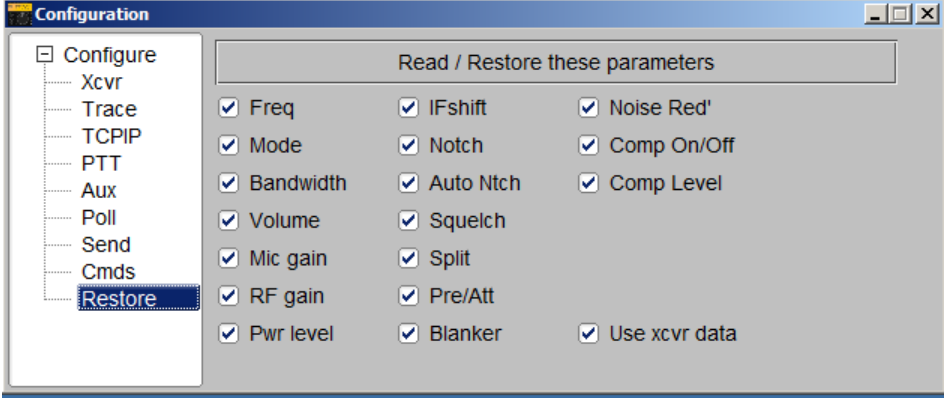 Configuration
Configure
Xcvr
Trace
TCPIP
PTT
Aux
Poll
Send
Cmds
Restore
Read / Restore these parameters
Freq IFshift Noise Red'
Mode Notch Comp On/Off
Bandwidth Auto Ntch Comp Level
Volume Squelch
Mic gain Split
RF gain Pre/Att
Pwr level Blanker Use xcvr data